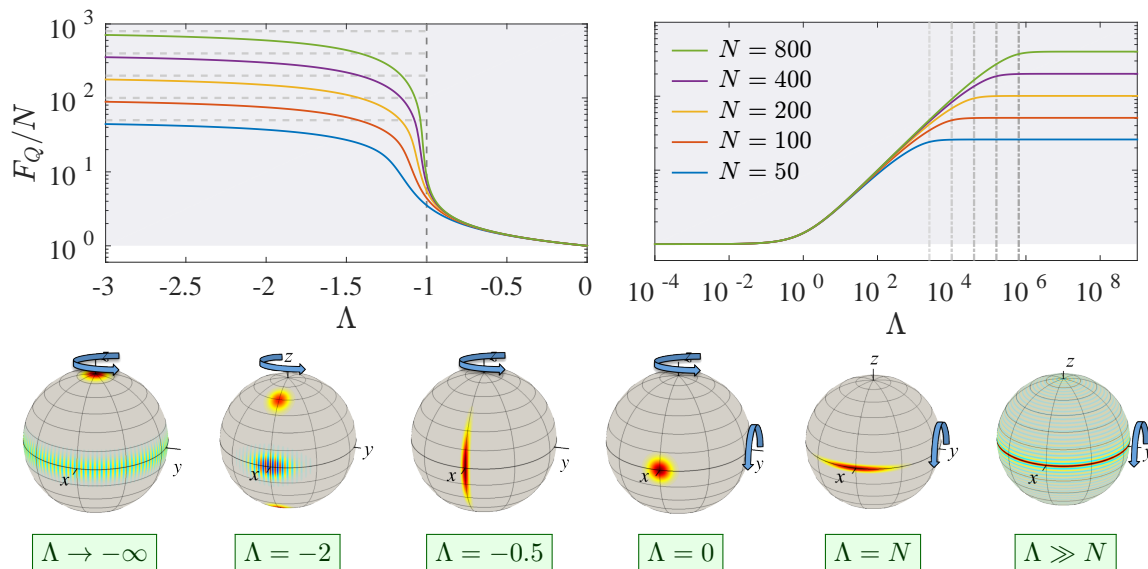 F_Q/N
10^3
10^2
10^1
10^0
-3 -2.5 -2 -1.5 -1 -0.5 0
Λ
N = 800
N = 400
N = 200
N = 100
N = 50
10^-4 10^-2 10^0 10^2 10^4 10^6 10^8
Λ
z
x
y
z
x
y
z
x
y
z
x
y
z
x
y
z
x
y
Λ → −∞
Λ = −2
Λ = −0.5
Λ = 0
Λ = N
Λ ≫ N